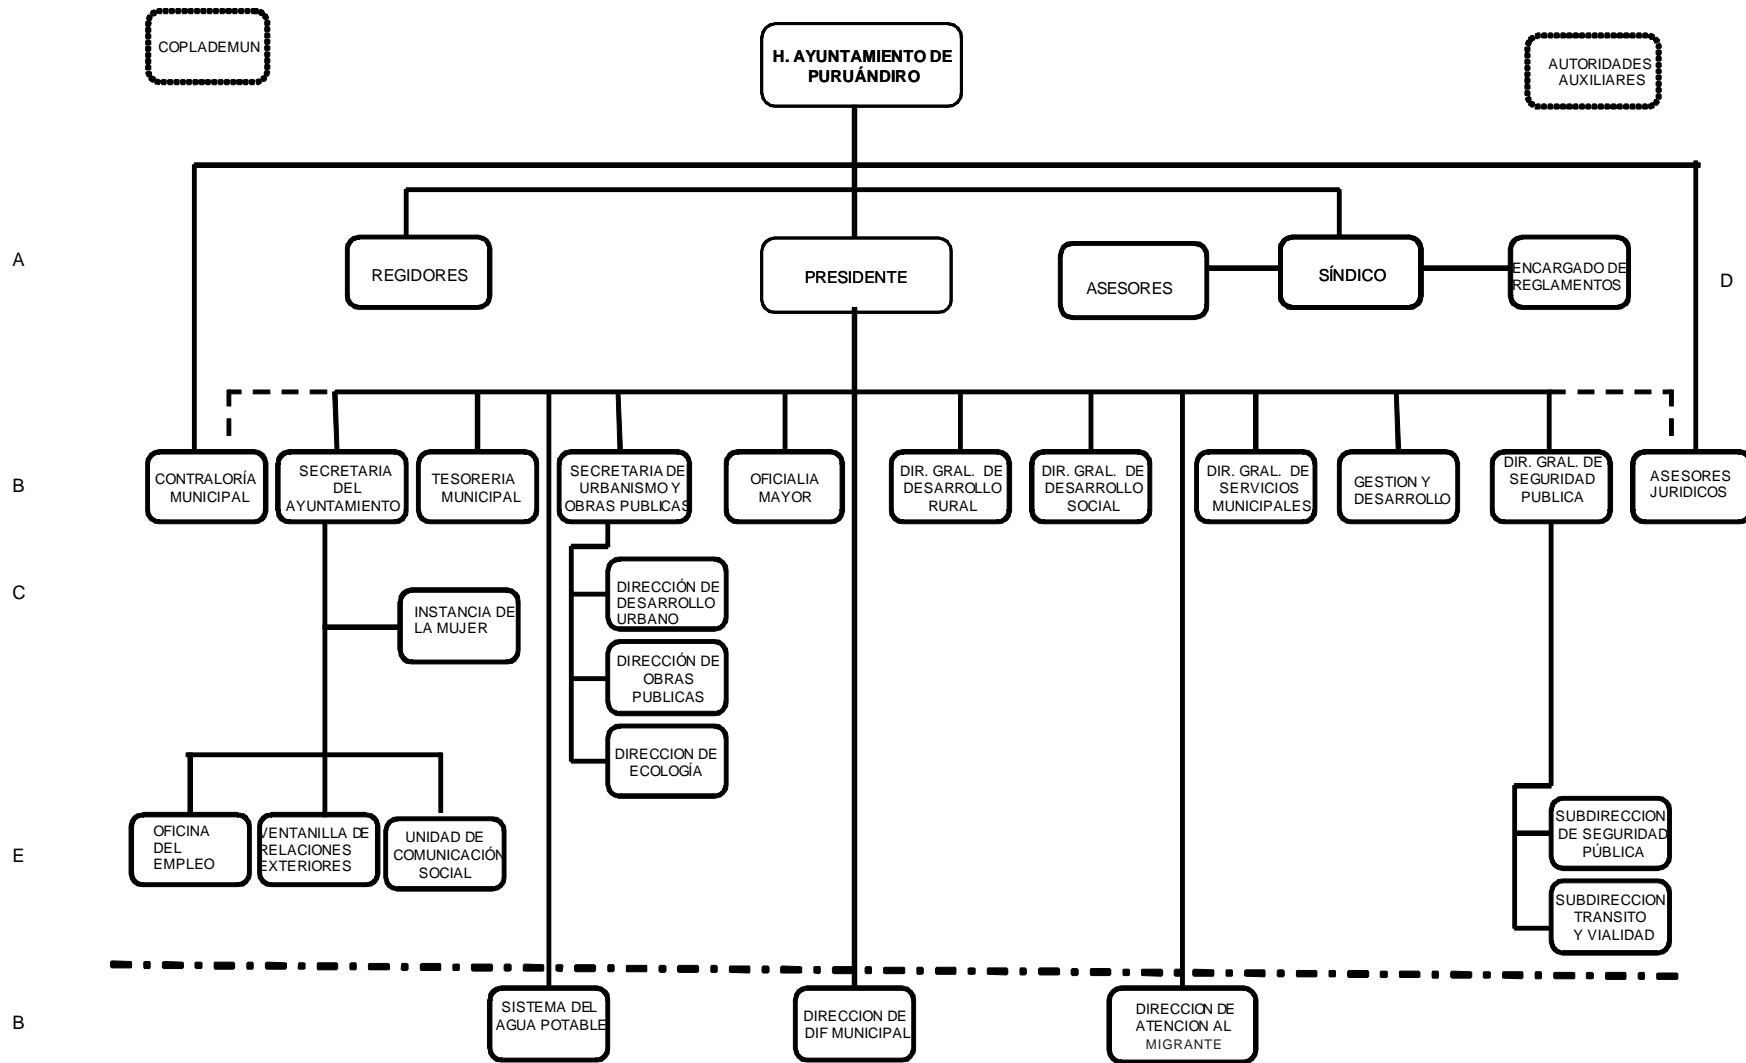 COPLADEMUN
H. AYUNTAMIENTO DE
PURUÁNDIRO
AUTORIDADES
AUXILIARES
A
REGIDORES
PRESIDENTE
ASESORES
SÍNDICO
ENCARGADO DE
REGLAMENTOS
D
B
CONTRALORÍA
MUNICIPAL
SECRETARIA
DEL
AYUNTAMIENTO
TESORERIA
MUNICIPAL
SECRETARIA DE
URBANISMO Y
OBRAS PUBLICAS
OFICIALIA
MAYOR
DIR. GRAL. DE
DESARROLLO
RURAL
DIR. GRAL. DE
DESARROLLO
SOCIAL
DIR. GRAL. DE
SERVICIOS
MUNICIPALES
GESTION Y
DESARROLLO
DIR. GRAL. DE
SEGURIDAD
PUBLICA
ASESORES
JURIDICOS
C
INSTANCIA DE
LA MUJER
DIRECCIÓN DE
DESARROLLO
URBANO
DIRECCIÓN DE
OBRAS
PUBLICAS
DIRECCION DE
ECOLOGÍA
E
OFICINA
DEL
EMPLEO
VENTANILLA DE
RELACIONES
EXTERIORES
UNIDAD DE
COMUNICACIÓN
SOCIAL
SUBDIRECCION
DE SEGURIDAD
PÚBLICA
SUBDIRECCION
TRANSITO
Y VIALIDAD
B
SISTEMA DEL
AGUA POTABLE
DIRECCION DE
DIF MUNICIPAL
DIRECCION DE
ATENCION AL
MIGRANTE